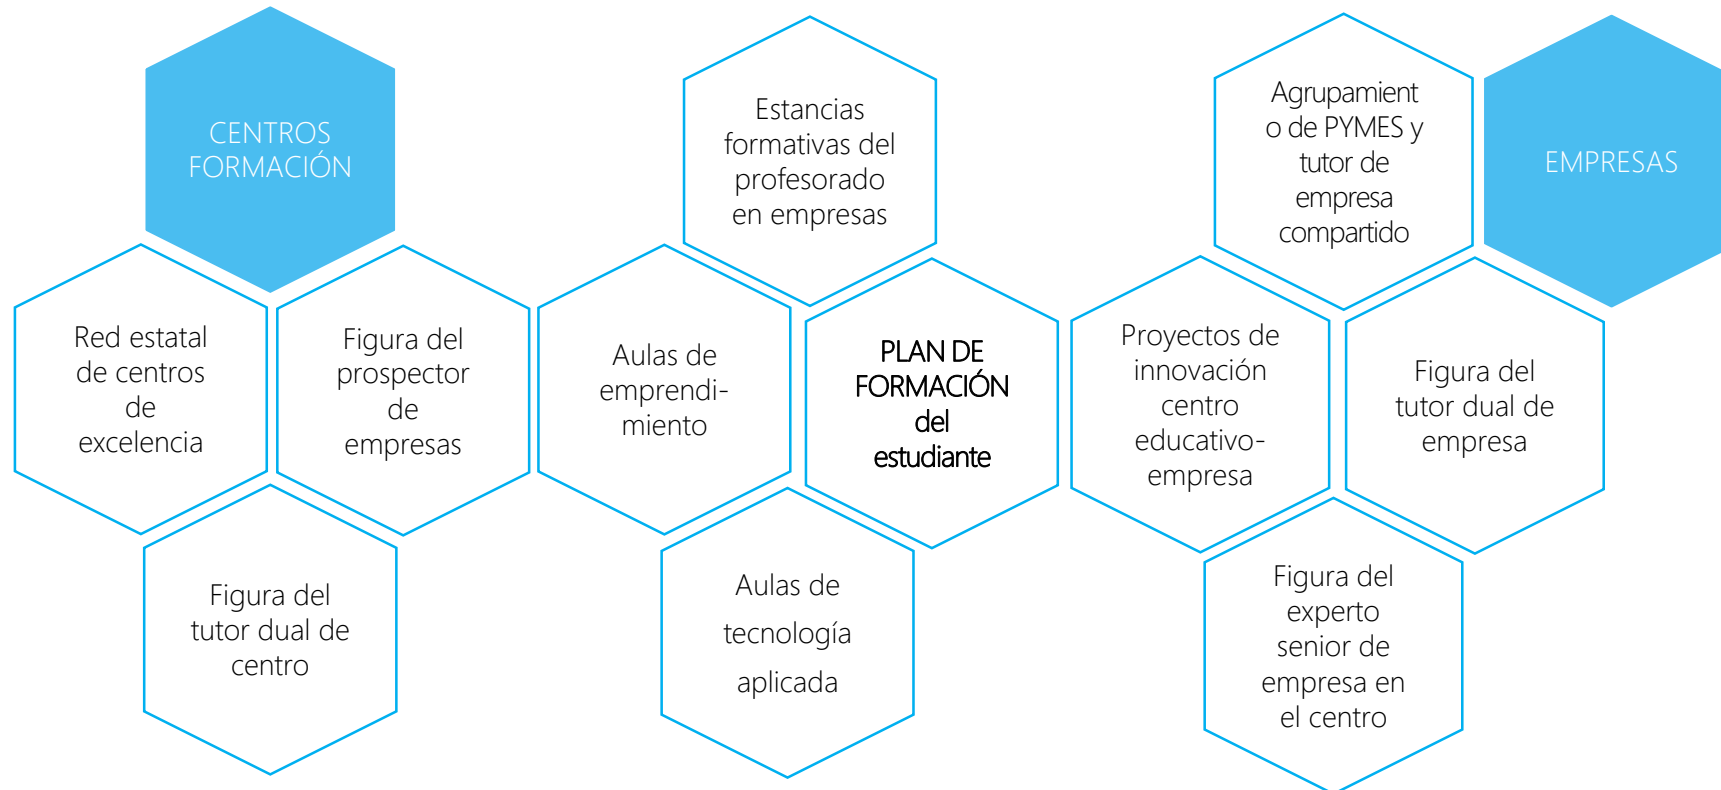 CENTROS
FORMACIÓN
Estancias
formativas del
profesorado
en empresas
Agrupamient
o de PYMES y
tutor de
empresa
compartido
EMPRESAS
Red estatal
de centros
de
excelencia
Figura del
prospector
de
empresas
Aulas de
emprendi-
miento
PLAN DE
FORMACIÓN
del
estudiante
Proyectos de
innovación
centro
educativo-
empresa
Figura del
tutor dual de
empresa
Figura del
tutor dual de
centro
Aulas de
tecnología
aplicada
Figura del
experto
senior de
empresa en
el centro